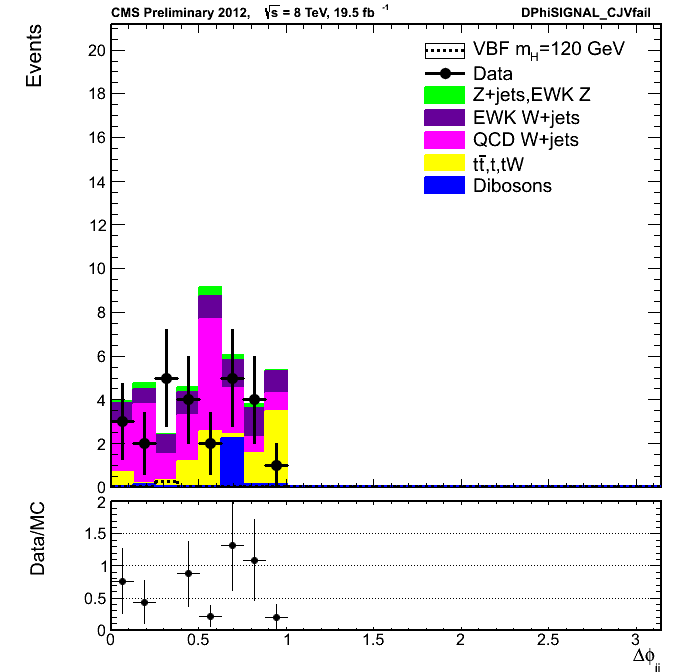 CMS Preliminary 2012, √s = 8 TeV, 19.5 fb⁻¹ DPhiSIGNAL_CJVfail
Events
20
18
16
14
12
10
8
6
4
2
0
VBF m_H=120 GeV
Data
Z+jets,EWK Z
EWK W+jets
QCD W+jets
tt̄,t,tW
Dibosons
Data/MC
2
1.5
1
0.5
0
0 0.5 1 1.5 2 2.5 3
Δϕ_jj